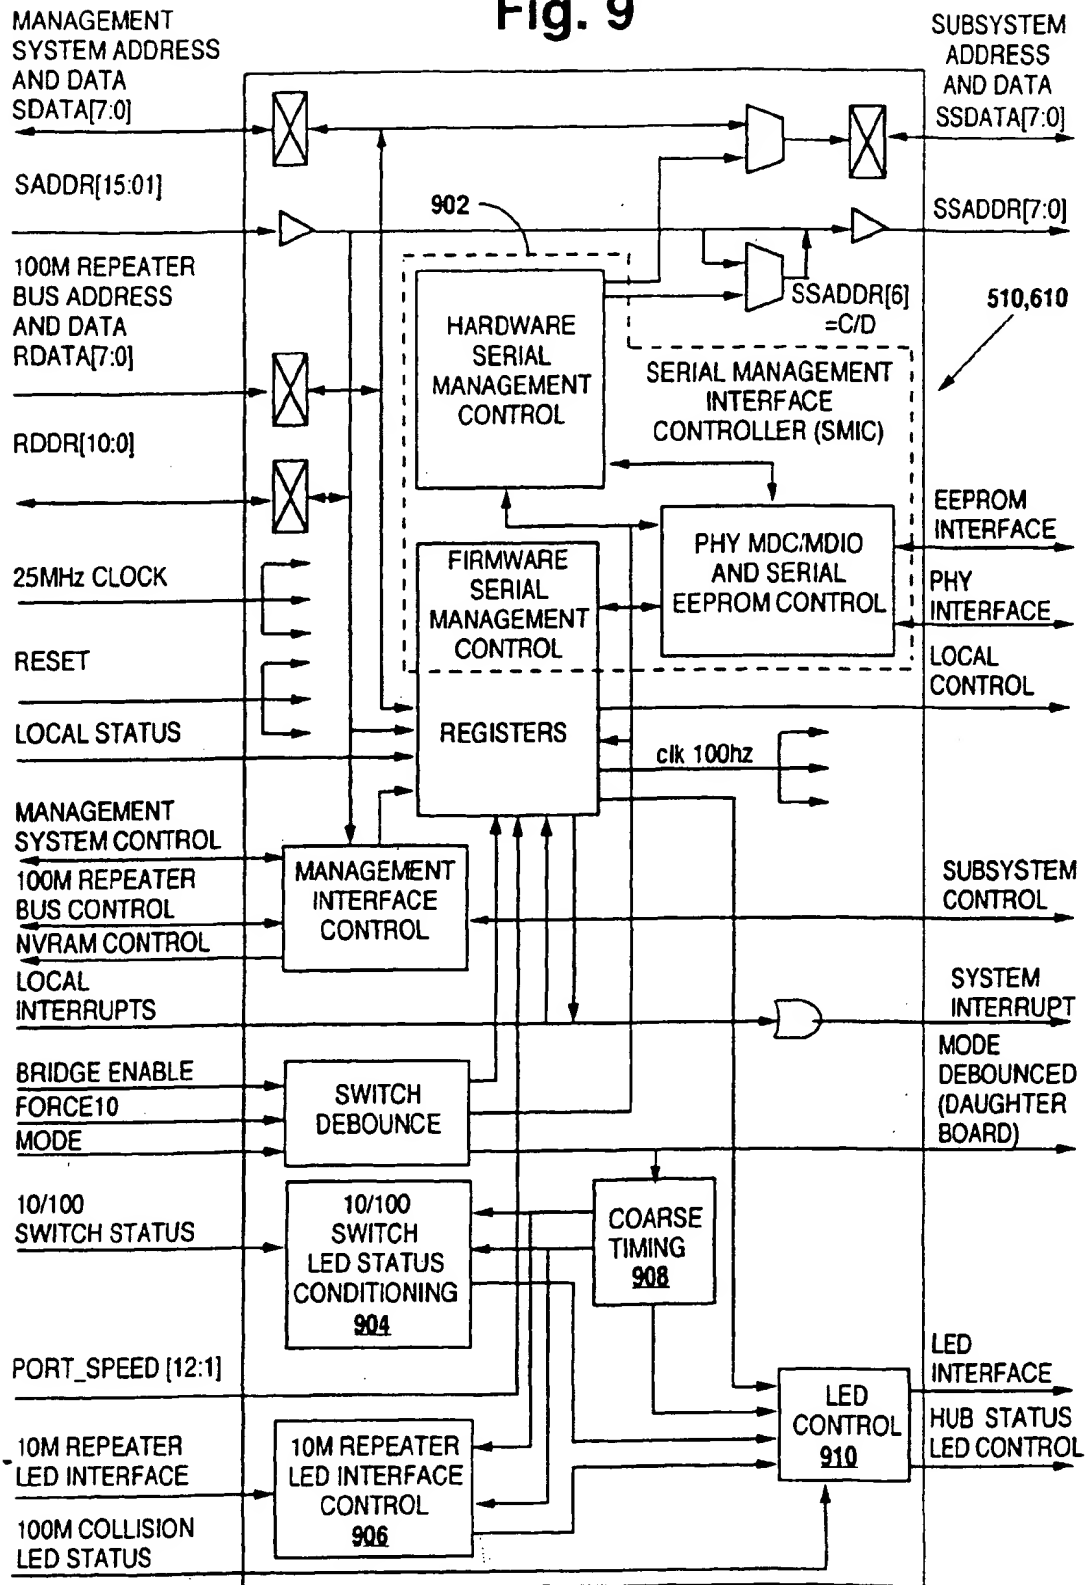 Fig. 9
MANAGEMENT
SYSTEM ADDRESS
AND DATA
SDATA[7:0]
SADDR[15:01]
100M REPEATER
BUS ADDRESS
AND DATA
RDATA[7:0]
RDDR[10:0]
25MHz CLOCK
RESET
LOCAL STATUS
MANAGEMENT
SYSTEM CONTROL
100M REPEATER
BUS CONTROL
NVRAM CONTROL
LOCAL
INTERRUPTS
BRIDGE ENABLE
FORCE10
MODE
10/100
SWITCH STATUS
PORT_SPEED [12:1]
10M REPEATER
LED INTERFACE
100M COLLISION
LED STATUS
902
HARDWARE
SERIAL
MANAGEMENT
CONTROL
SSADDR[6]
=C/D
SERIAL MANAGEMENT
INTERFACE
CONTROLLER (SMIC)
PHY MDC/MDIO
AND SERIAL
EEPROM CONTROL
FIRMWARE
SERIAL
MANAGEMENT
CONTROL
REGISTERS
clk 100hz
MANAGEMENT
INTERFACE
CONTROL
SWITCH
DEBOUNCE
10/100
SWITCH
LED STATUS
CONDITIONING
904
COARSE
TIMING
908
10M REPEATER
LED INTERFACE
CONTROL
906
LED
CONTROL
910
SUBSYSTEM
ADDRESS
AND DATA
SSDATA[7:0]
SSADDR[7:0]
510,610
EEPROM
INTERFACE
PHY
INTERFACE
LOCAL
CONTROL
SUBSYSTEM
CONTROL
SYSTEM
INTERRUPT
MODE
DEBOUNCED
(DAUGHTER
BOARD)
LED
INTERFACE
HUB STATUS
LED CONTROL